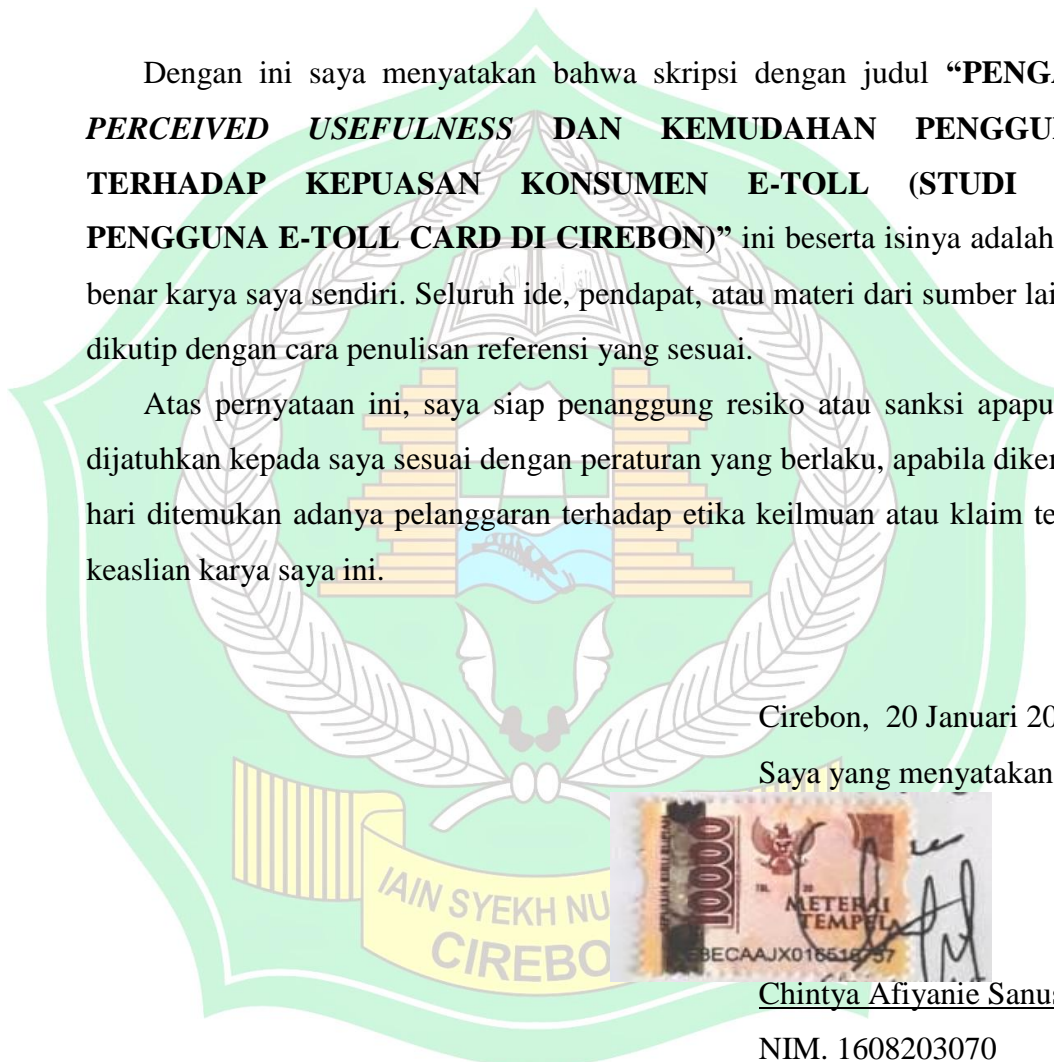 Dengan ini saya menyatakan bahwa skripsi dengan judul “PENGA
PERCEIVED USEFULNESS DAN KEMUDAHAN PENGGU
TERHADAP KEPUASAN KONSUMEN E-TOLL (STUDI
PENGGUNA E-TOLL CARD DI CIREBON)” ini beserta isinya adalah
benar karya saya sendiri. Seluruh ide, pendapat, atau materi dari sumber lai
dikutip dengan cara penulisan referensi yang sesuai.
Atas pernyataan ini, saya siap penanggung resiko atau sanksi apapu
dijatuhkan kepada saya sesuai dengan peraturan yang berlaku, apabila diker
hari ditemukan adanya pelanggaran terhadap etika keilmuan atau klaim te
keaslian karya saya ini.
Cirebon, 20 Januari 20
Saya yang menyatakan
10000
TGL. 20
METERAI
TEMPEL
IAIN SYEKH NU
CIREBO
Chintya Afiyanie Sanus
NIM. 1608203070